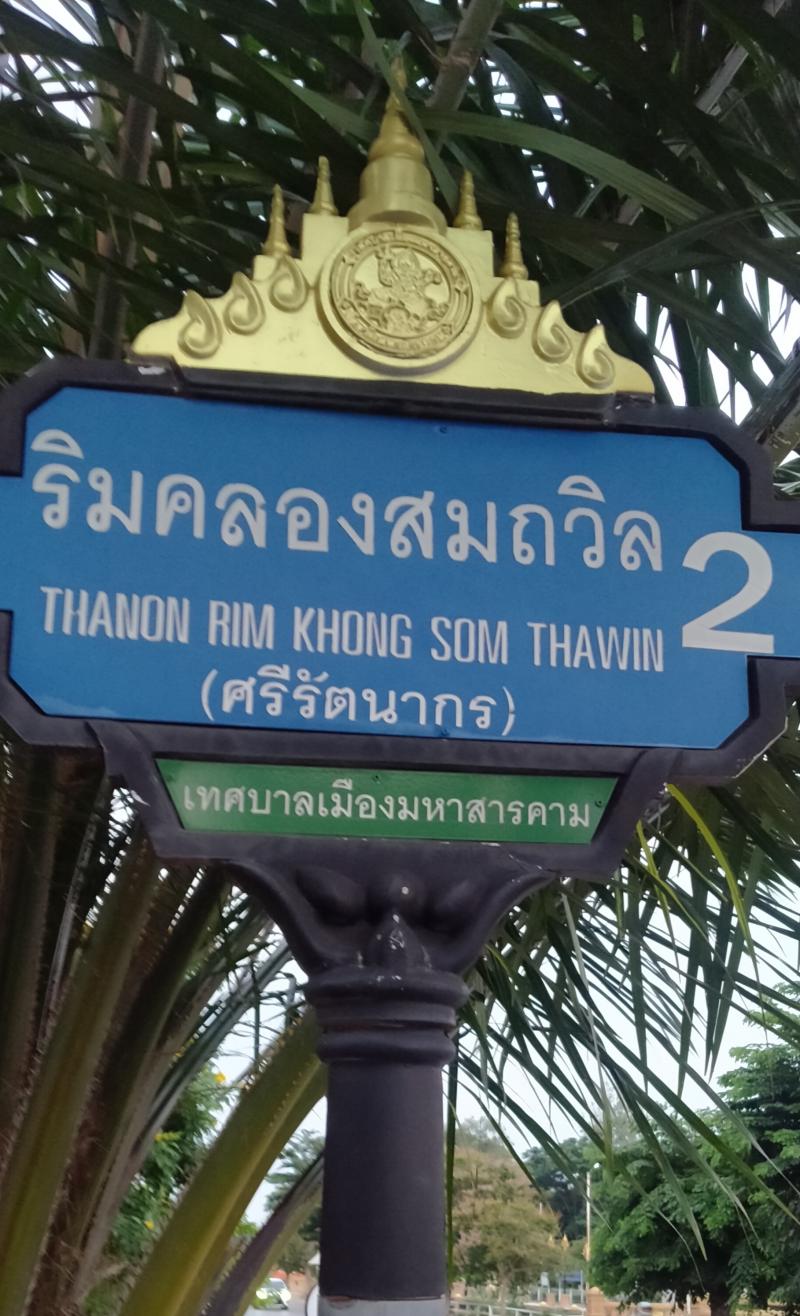 ริมคลองสมถวิล 2
THANON RIM KHONG SOM THAWIN
(ศรีรัตนากร)
เทศบาลเมืองมหาสารคาม